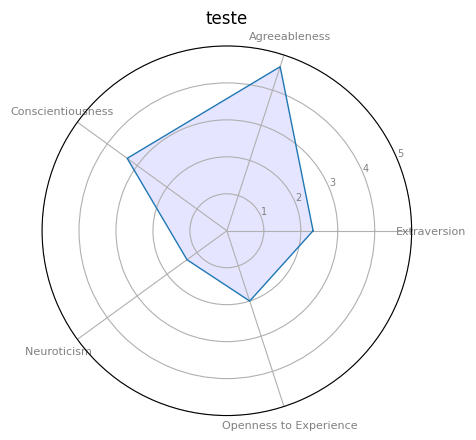 teste
Agreeableness
Conscientiousness
5
4
3
2
1
Extraversion
Neuroticism
Openness to Experience